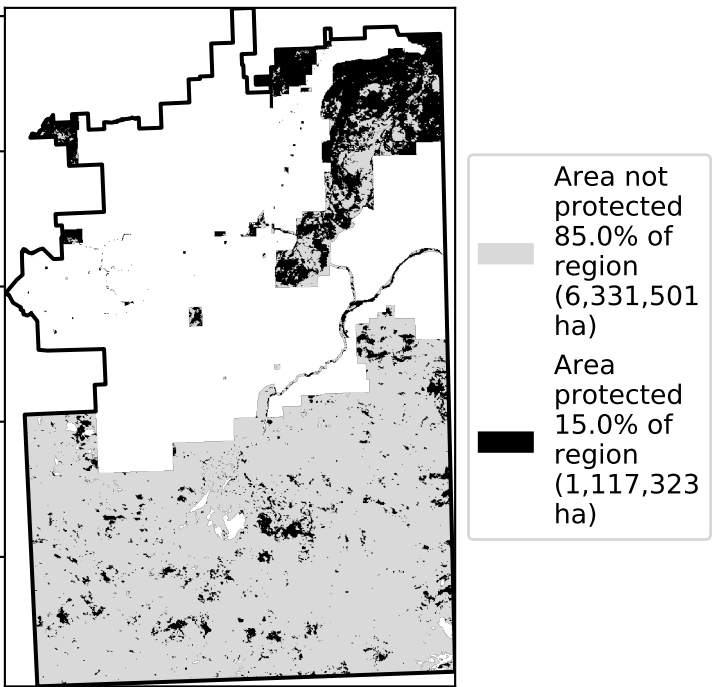 Area not
protected
85.0% of
region
(6,331,501
ha)
Area
protected
15.0% of
region
(1,117,323
ha)